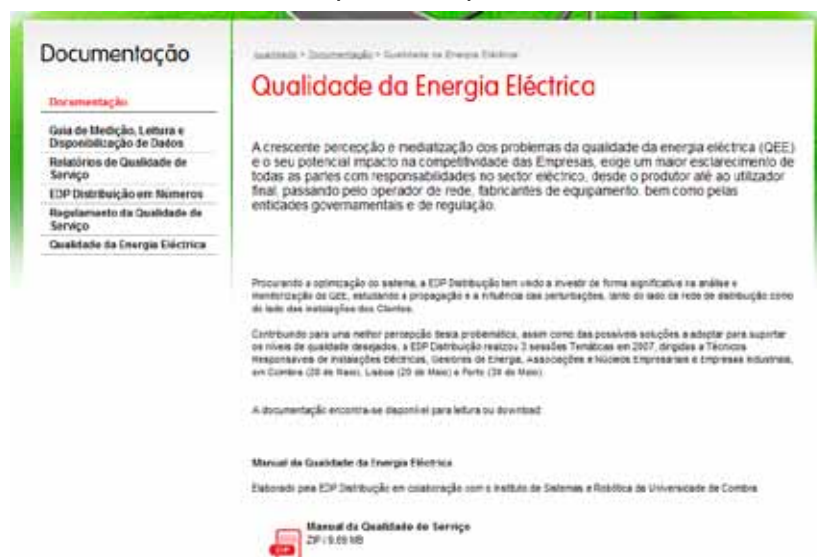 Documentação
Qualidade > Documentação > Qualidade da Energia Eléctrica
Qualidade da Energia Eléctrica
Documentação
Guia de Medição, Leitura e
Disponibilização de Dados
Relatórios de Qualidade de
Serviço
EDP Distribuição em Números
Regulamento da Qualidade de
Serviço
Qualidade da Energia Eléctrica
A crescente percepção e mediatização dos problemas da qualidade da energia eléctrica (QEE)
e o seu potencial impacto na competitividade das Empresas, exige um maior esclarecimento de
todas as partes com responsabilidades no sector eléctrico, desde o produtor até ao utilizador
final, passando pelo operador de rede, fabricantes de equipamento, bem como pelas
entidades governamentais e de regulação.
Procurando a optimização do sistema, a EDP Distribuição tem vindo a investir de forma significativa na análise e
monitorização da QEE, estudando a propagação e a influência das perturbações, tanto do lado da rede de distribuição como
do lado das instalações dos Clientes.
Contribuindo para uma melhor percepção desta problemática, assim como das possíveis soluções a adoptar para suportar
os níveis de qualidade desejados, a EDP Distribuição realizou 3 sessões Temáticas em 2007, dirigidas a Técnicos
Responsáveis de Instalações Eléctricas, Gestores de Energia, Associações e Núcleos Empresariais e Empresas Industriais,
em Coimbra (28 de Maio), Lisboa (29 de Maio) e Porto (30 de Maio).
A documentação encontra-se disponível para leitura ou download:
Manual da Qualidade da Energia Eléctrica
Elaborado pela EDP Distribuição em colaboração com o Instituto de Sistemas e Robótica da Universidade de Coimbra
Manual da Qualidade de Serviço
ZIP / 9.69 MB
ZIP